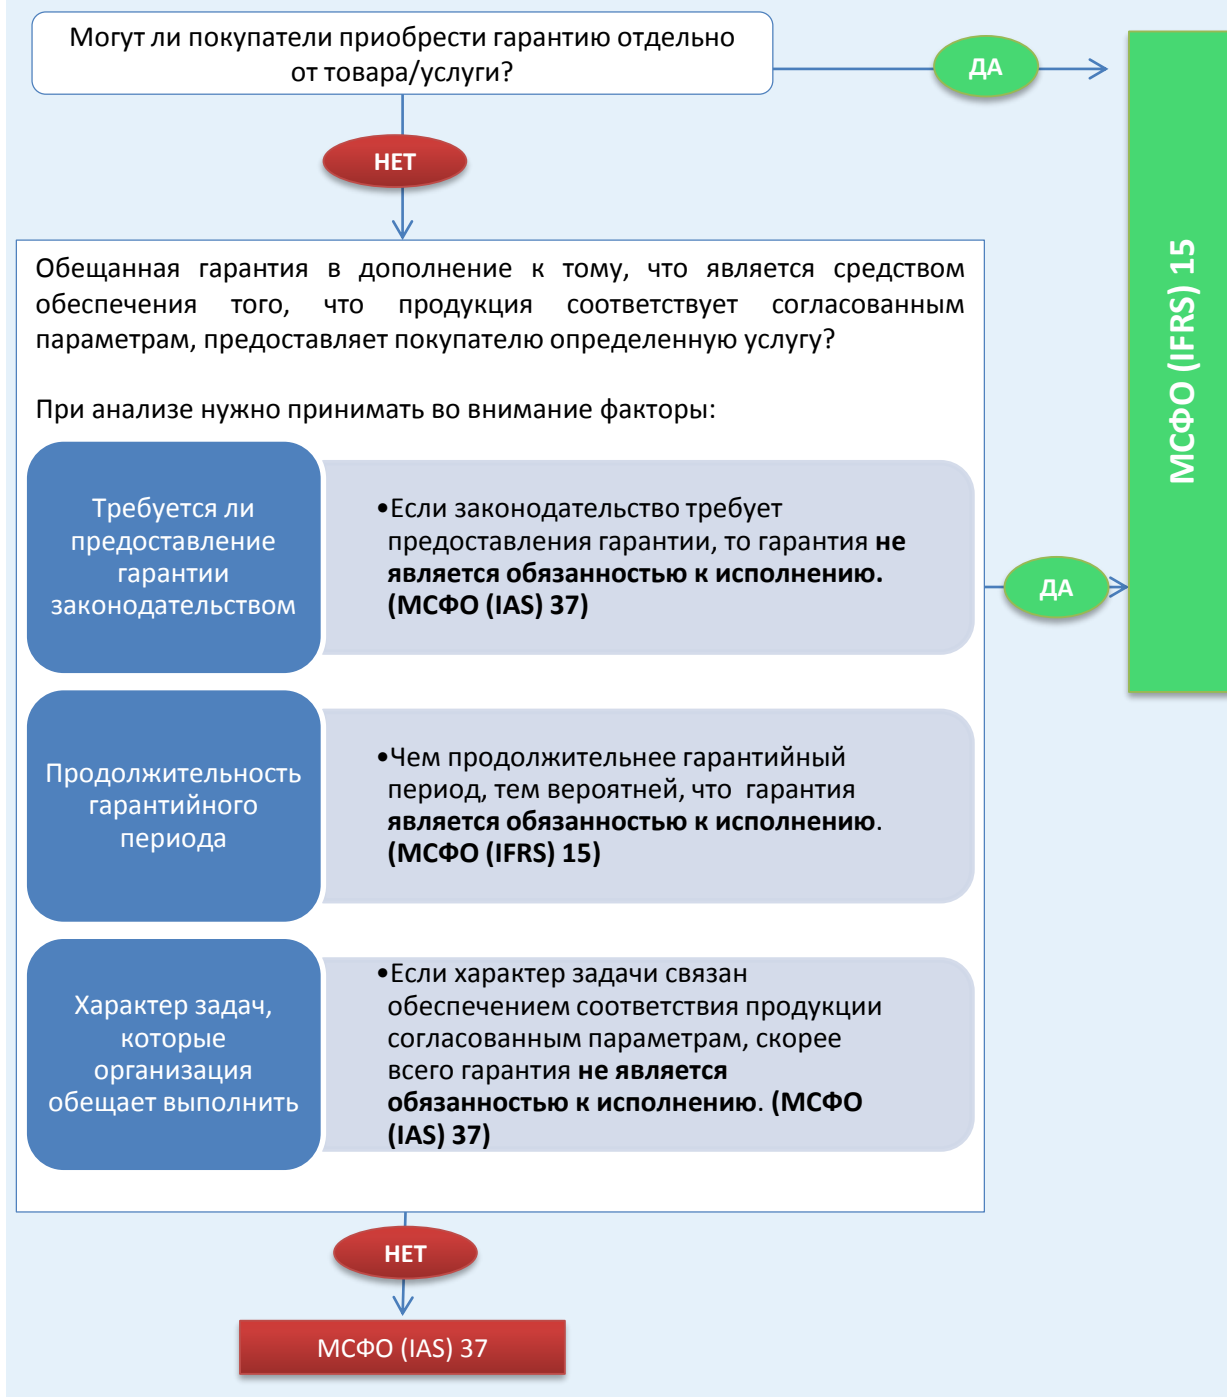 Могут ли покупатели приобрести гарантию отдельно
от товара/услуги?
ДА
НЕТ
МСФО (IFRS) 15
Обещанная гарантия в дополнение к тому, что является средством
обеспечения того, что продукция соответствует согласованным
параметрам, предоставляет покупателю определенную услугу?
При анализе нужно принимать во внимание факторы:
Требуется ли
предоставление
гарантии
законодательством
•Если законодательство требует
предоставления гарантии, то гарантия не
является обязанностью к исполнению.
(МСФО (IAS) 37)
ДА
Продолжительность
гарантийного
периода
•Чем продолжительнее гарантийный
период, тем вероятней, что гарантия
является обязанностью к исполнению.
(МСФО (IFRS) 15)
Характер задач,
которые
организация
обещает выполнить
•Если характер задачи связан
обеспечением соответствия продукции
согласованным параметрам, скорее
всего гарантия не является
обязанностью к исполнению. (МСФО
(IAS) 37)
НЕТ
МСФО (IAS) 37